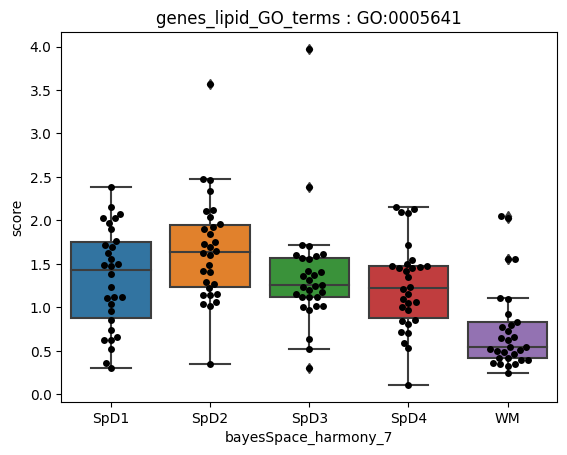 genes_lipid_GO_terms : GO:0005641
4.0
3.5
3.0
2.5
2.0
1.5
1.0
0.5
0.0
score
SpD1 SpD2 SpD3 SpD4 WM
bayesSpace_harmony_7